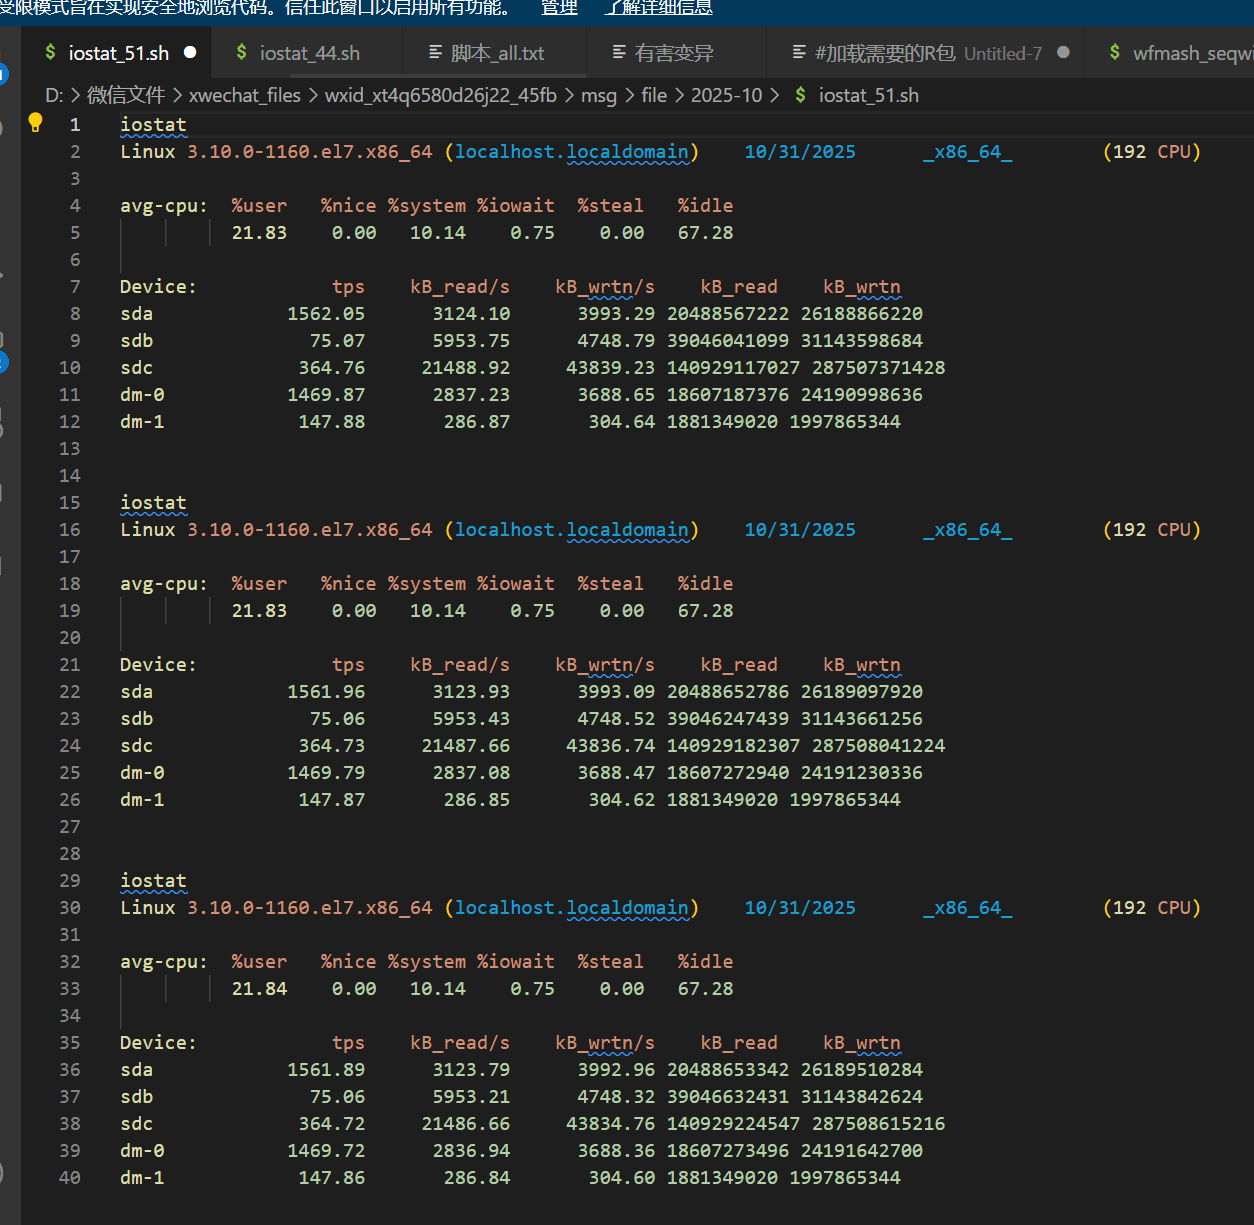 受限模式旨在实现安全地浏览代码。信任此窗口以启用所有功能。 管理 了解详细信息
$ iostat_51.sh ● $ iostat_44.sh 脚本_all.txt 有害变异 #加载需要的R包 Untitled-7 ● $ wfmash_seqwi
D: > 微信文件 > xwechat_files > wxid_xt4q6580d26j22_45fb > msg > file > 2025-10 > $ iostat_51.sh
1 iostat
2 Linux 3.10.0-1160.el7.x86_64 (localhost.localdomain) 10/31/2025 _x86_64_ (192 CPU)
3
4 avg-cpu: %user %nice %system %iowait %steal %idle
5 21.83 0.00 10.14 0.75 0.00 67.28
6
7 Device: tps kB_read/s kB_wrtn/s kB_read kB_wrtn
8 sda 1562.05 3124.10 3993.29 20488567222 26188866220
9 sdb 75.07 5953.75 4748.79 39046041099 31143598684
10 sdc 364.76 21488.92 43839.23 140929117027 287507371428
11 dm-0 1469.87 2837.23 3688.65 18607187376 24190998636
12 dm-1 147.88 286.87 304.64 1881349020 1997865344
13
14
15 iostat
16 Linux 3.10.0-1160.el7.x86_64 (localhost.localdomain) 10/31/2025 _x86_64_ (192 CPU)
17
18 avg-cpu: %user %nice %system %iowait %steal %idle
19 21.83 0.00 10.14 0.75 0.00 67.28
20
21 Device: tps kB_read/s kB_wrtn/s kB_read kB_wrtn
22 sda 1561.96 3123.93 3993.09 20488652786 26189097920
23 sdb 75.06 5953.43 4748.52 39046247439 31143661256
24 sdc 364.73 21487.66 43836.74 140929182307 287508041224
25 dm-0 1469.79 2837.08 3688.47 18607272940 24191230336
26 dm-1 147.87 286.85 304.62 1881349020 1997865344
27
28
29 iostat
30 Linux 3.10.0-1160.el7.x86_64 (localhost.localdomain) 10/31/2025 _x86_64_ (192 CPU)
31
32 avg-cpu: %user %nice %system %iowait %steal %idle
33 21.84 0.00 10.14 0.75 0.00 67.28
34
35 Device: tps kB_read/s kB_wrtn/s kB_read kB_wrtn
36 sda 1561.89 3123.79 3992.96 20488653342 26189510284
37 sdb 75.06 5953.21 4748.32 39046632431 31143842624
38 sdc 364.72 21486.66 43834.76 140929224547 287508615216
39 dm-0 1469.72 2836.94 3688.36 18607273496 24191642700
40 dm-1 147.86 286.84 304.60 1881349020 1997865344